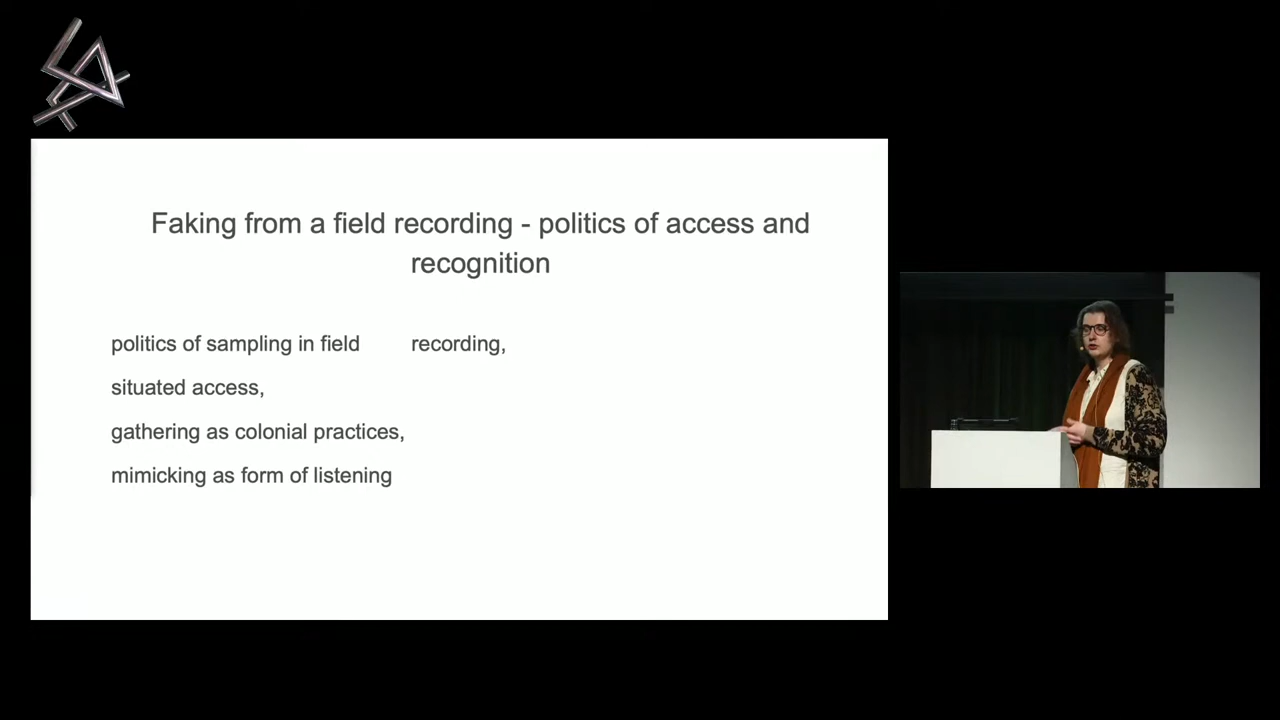 Faking from a field recording - politics of access and
recognition
politics of sampling in field recording,
situated access,
gathering as colonial practices,
mimicking as form of listening